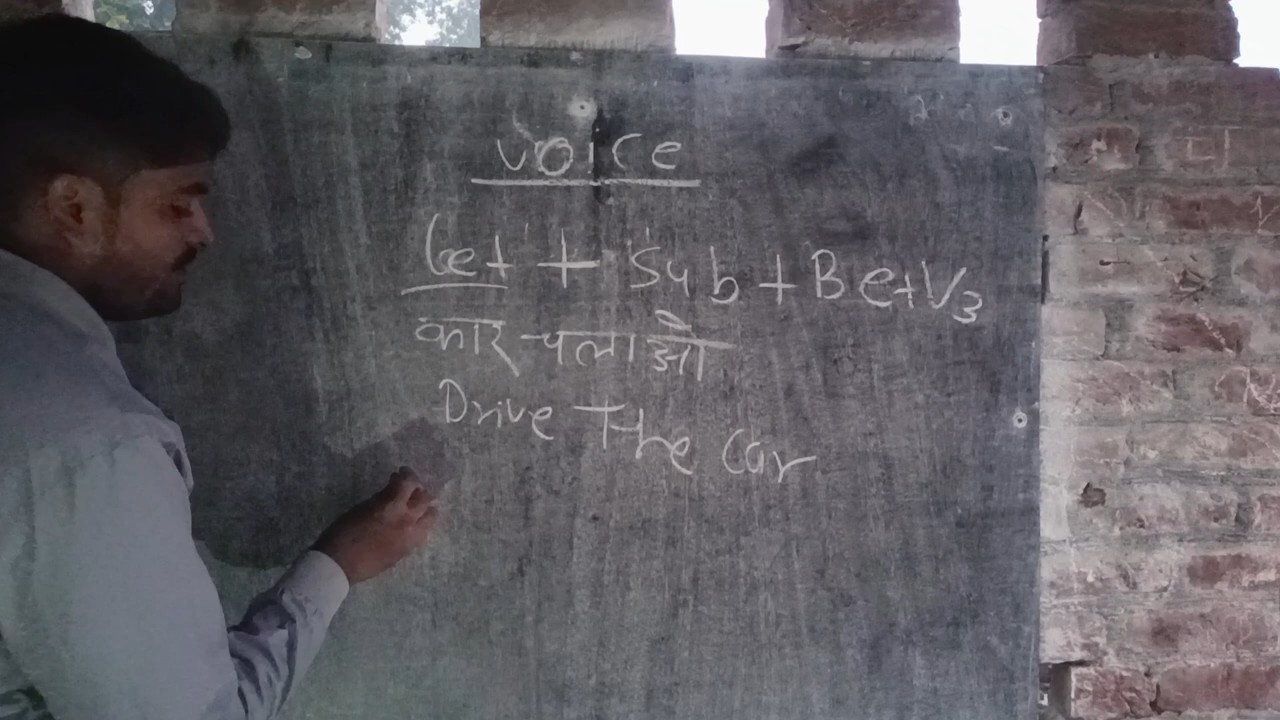 voice
Let + Sub + Be + V3
कार चलाओ
Drive The Car